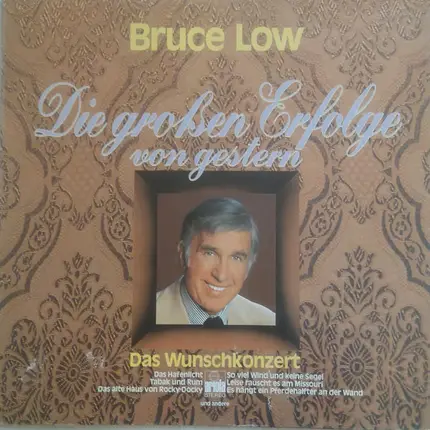 Bruce Low
Die großen Erfolge
von gestern
Das Wunschkonzert
Das Hafenlicht
Tabak und Rum
Das alte Haus von Rocky-Docky
ariola
STEREO
So viel Wind und keine Segel
Leise rauscht es am Missouri
Es hängt ein Pferdehalfter an der Wand
und andere